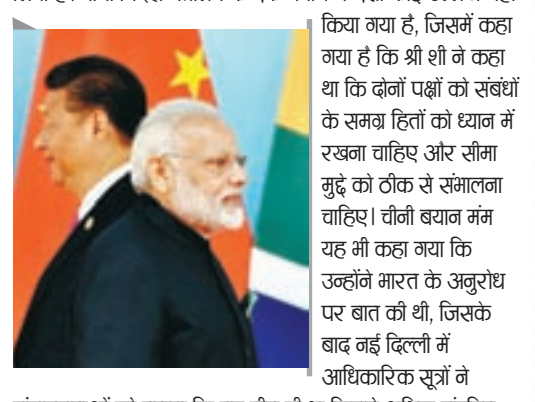 किया गया है, जिसमें कहा
गया है कि श्री शी ने कहा
था कि दोनों पक्षों को संबंधों
के समग्र हितों को ध्यान में
रखना चाहिए और सीमा
मुद्दे को ठीक से संभालना
चाहिए। चीनी बयान मंम
यह भी कहा गया कि
उन्होंने भारत के अनुरोध
पर बात की थी, जिसके
बाद नई दिल्ली में
आधिकारिक सूत्रों ने